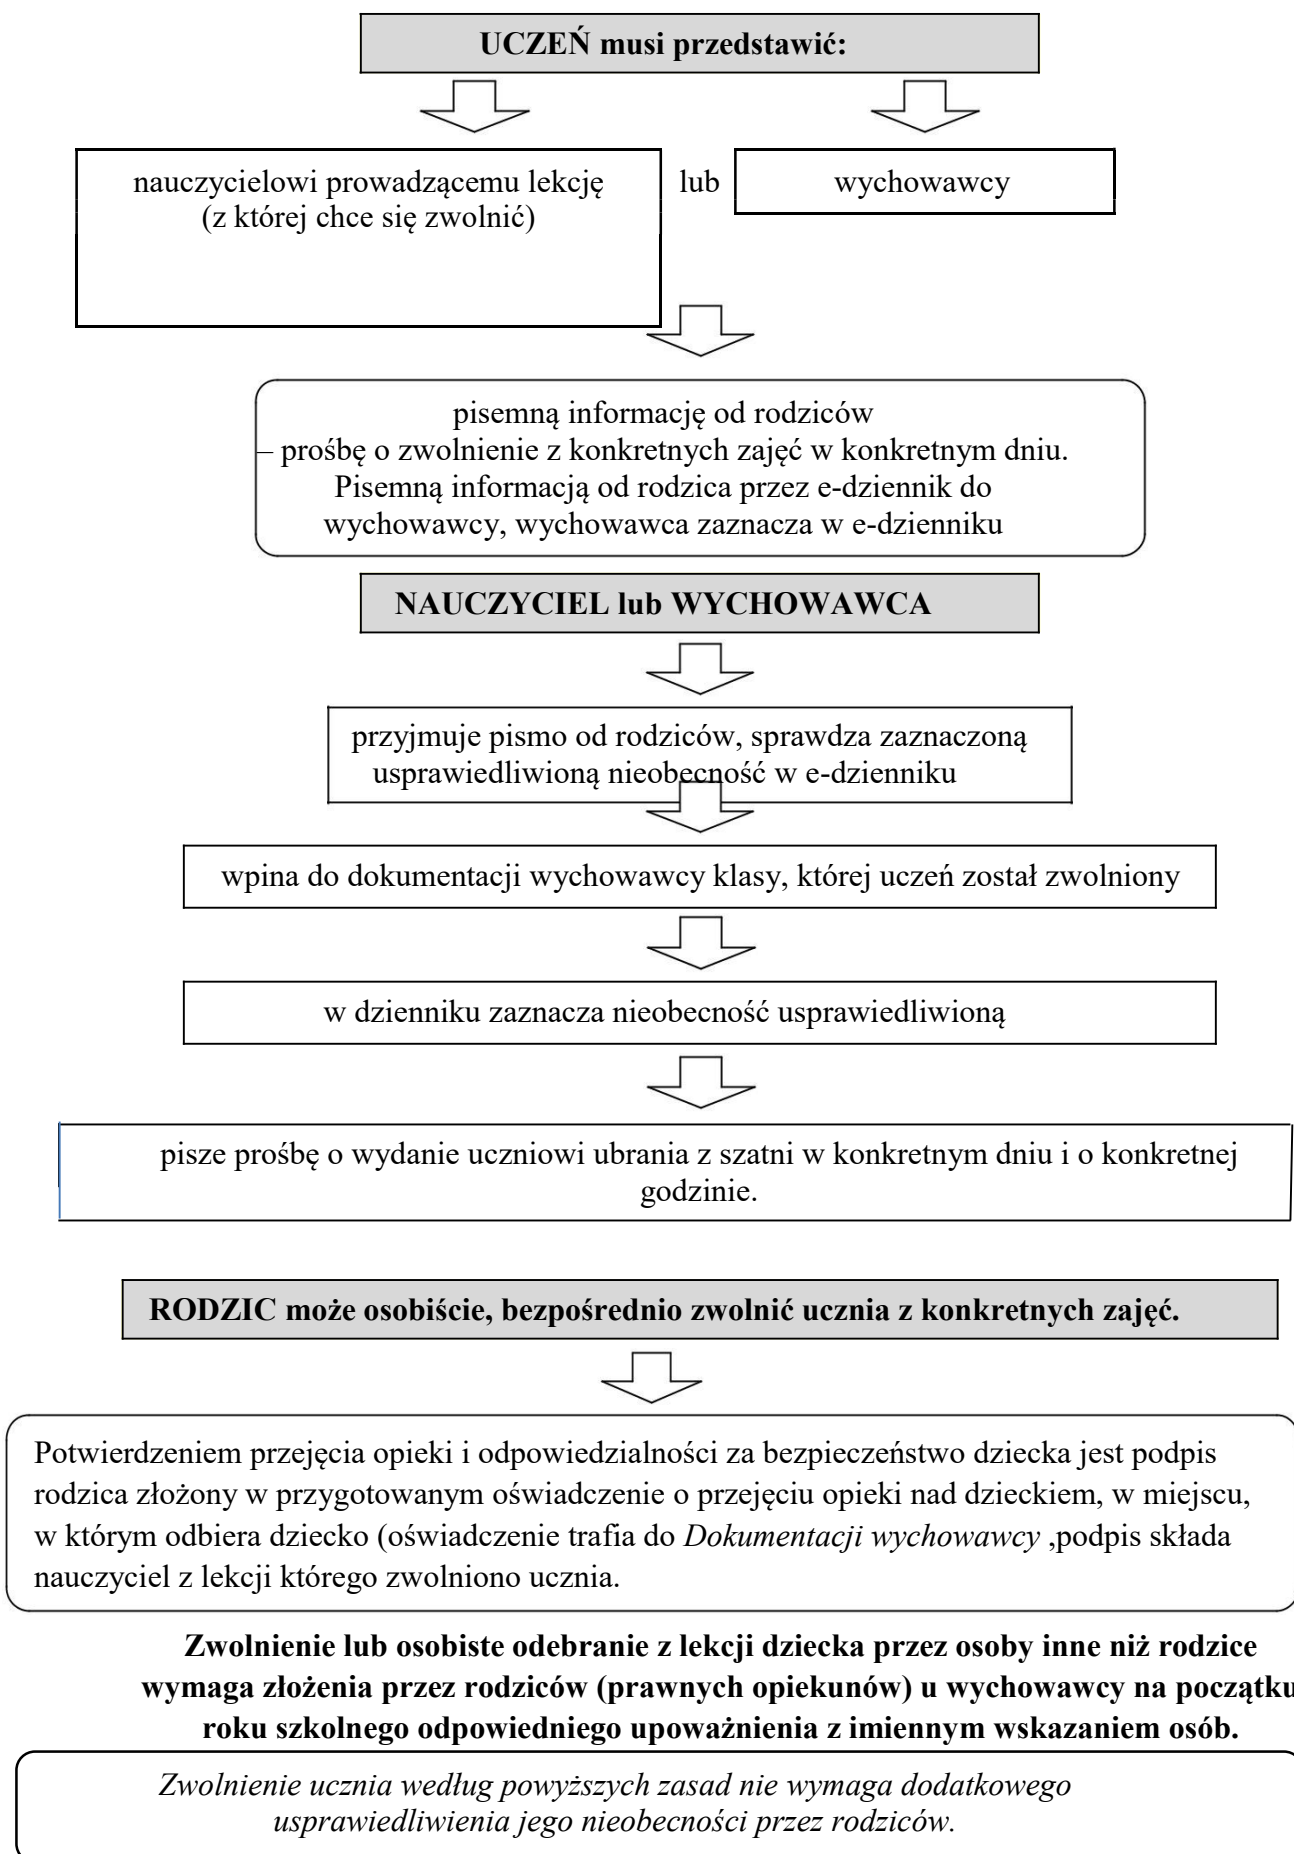 UCZEŃ musi przedstawić:
nauczycielowi prowadzącemu lekcję
(z której chce się zwolnić)
lub
wychowawcy
pisemną informację od rodziców
– prośbę o zwolnienie z konkretnych zajęć w konkretnym dniu.
Pisemną informacją od rodzica przez e-dziennik do
wychowawcy, wychowawca zaznacza w e-dzienniku
NAUCZYCIEL lub WYCHOWAWCA
przyjmuje pismo od rodziców, sprawdza zaznaczoną
usprawiedliwioną nieobecność w e-dzienniku
wpina do dokumentacji wychowawcy klasy, której uczeń został zwolniony
w dzienniku zaznacza nieobecność usprawiedliwioną
pisze prośbę o wydanie uczniowi ubrania z szatni w konkretnym dniu i o konkretnej
godzinie.
RODZIC może osobiście, bezpośrednio zwolnić ucznia z konkretnych zajęć.
Potwierdzeniem przejęcia opieki i odpowiedzialności za bezpieczeństwo dziecka jest podpis
rodzica złożony w przygotowanym oświadczenie o przejęciu opieki nad dzieckiem, w miejscu,
w którym odbiera dziecko (oświadczenie trafia do Dokumentacji wychowawcy ,podpis składa
nauczyciel z lekcji którego zwolniono ucznia.
Zwolnienie lub osobiste odebranie z lekcji dziecka przez osoby inne niż rodzice
wymaga złożenia przez rodziców (prawnych opiekunów) u wychowawcy na początku
roku szkolnego odpowiedniego upoważnienia z imiennym wskazaniem osób.
Zwolnienie ucznia według powyższych zasad nie wymaga dodatkowego
usprawiedliwienia jego nieobecności przez rodziców.